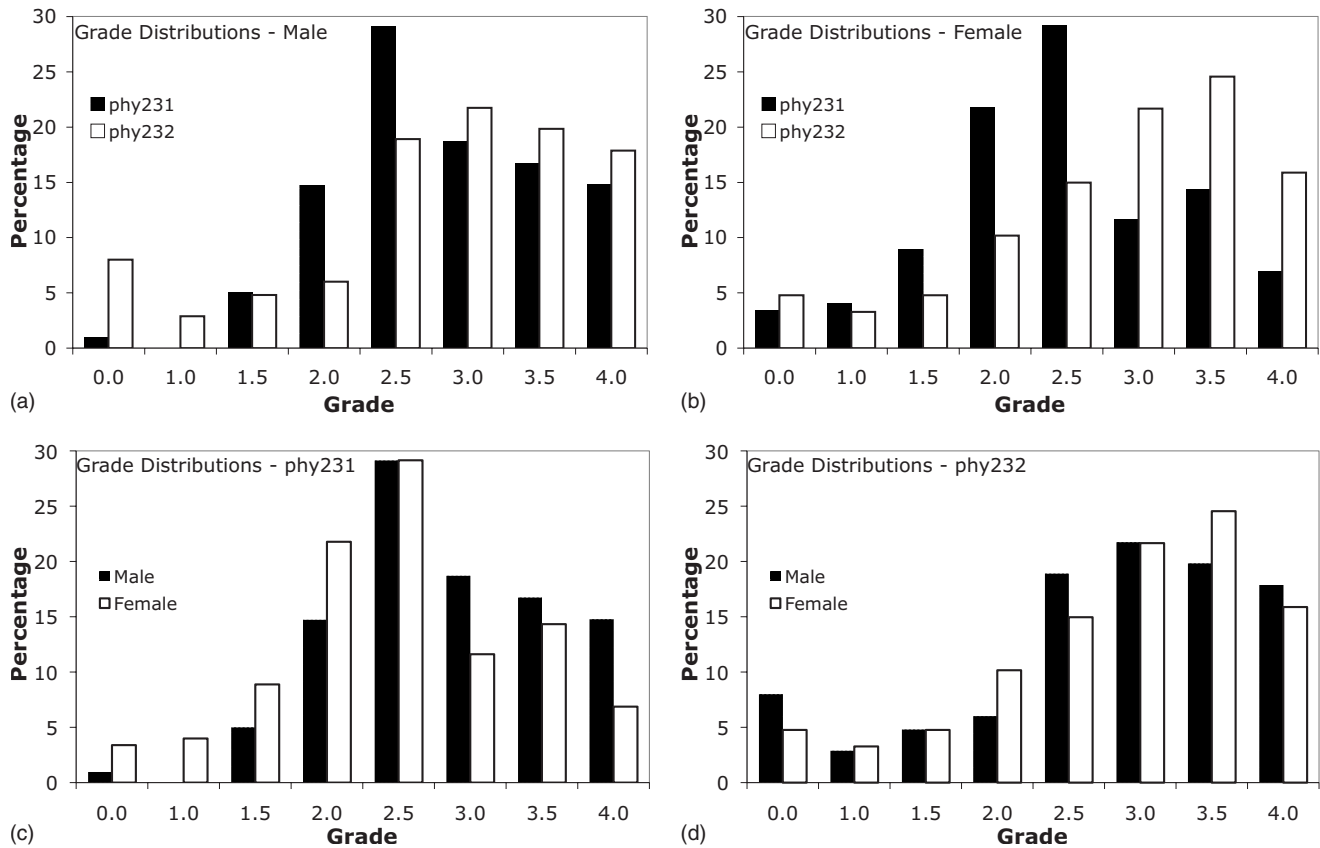 Grade Distributions - Male
Percentage
30
25
20
15
10
5
0
phy231
phy232
0.0 1.0 1.5 2.0 2.5 3.0 3.5 4.0
Grade
(a)
Grade Distributions - Female
Percentage
30
25
20
15
10
5
0
phy231
phy232
0.0 1.0 1.5 2.0 2.5 3.0 3.5 4.0
Grade
(b)
Grade Distributions - phy231
Percentage
30
25
20
15
10
5
0
Male
Female
0.0 1.0 1.5 2.0 2.5 3.0 3.5 4.0
Grade
(c)
Grade Distributions - phy232
Percentage
30
25
20
15
10
5
0
Male
Female
0.0 1.0 1.5 2.0 2.5 3.0 3.5 4.0
Grade
(d)